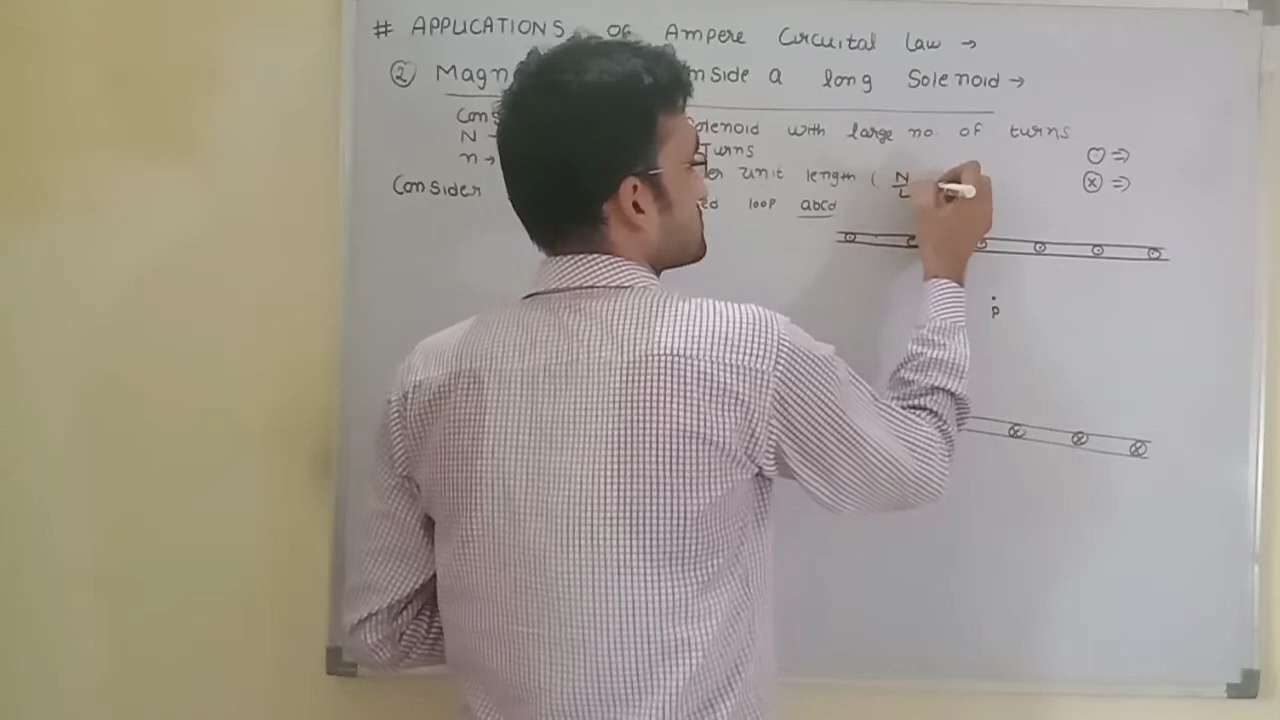 # APPLICATIONS OF Ampere Circuital Law →
② Magn nside a long Solenoid →
Cons olenoid with large no. of turns
N → Turns
⊙ ⇒
n → er unit length ( N/L
ⓧ ⇒
Consider ed loop abcd
P